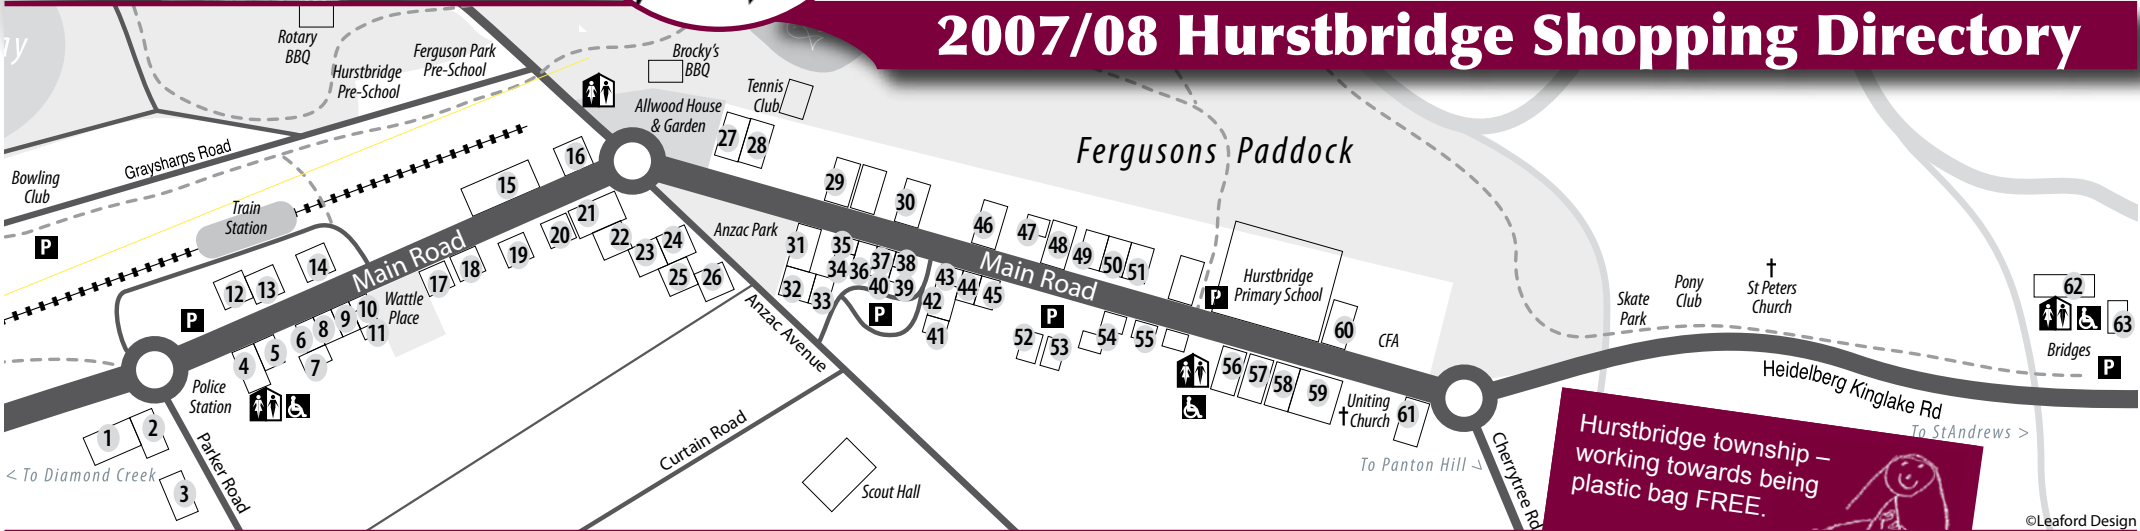 2007/08 Hurstbridge Shopping Directory
Rotary
BBQ
Ferguson Park
Pre-School
Hurstbridge
Pre-School
Brocky's
BBQ
Tennis
Club
Allwood House
& Garden
27
28
Fergusons Paddock
Graysharps Road
Bowling
Club
P
Train
Station
16
15
Main Road
14
13
12
P
21
20
19
18
17
22
23
24
25
26
Wattle
Place
10
11
9
8
6
7
5
4
Police
Station
1
2
3
Parker Road
< To Diamond Creek
Anzac Park
Anzac Avenue
Curtain Road
Scout Hall
29
30
31
32
33
34
35
36
37
38
39
40
P
41
42
43
44
45
46
47
48
49
50
51
Main Road
52
53
P
54
55
P
Hurstbridge
Primary School
60
CFA
56
57
58
59
Uniting
Church
61
To Panton Hill
Cherrytree Rd
Skate
Park
Pony
Club
St Peters
Church
62
63
Bridges
P
Heidelberg Kinglake Rd
To StAndrews >
Hurstbridge township –
working towards being
plastic bag FREE.
©Leaford Design